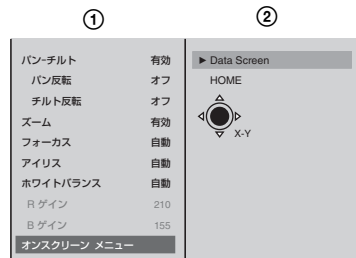 ①
②
パン-チルト 有効
パン反転 オフ
チルト反転 オフ
ズーム 有効
フォーカス 自動
アイリス 自動
ホワイトバランス 自動
R ゲイン 210
B ゲイン 155
オンスクリーン メニュー
► Data Screen
HOME
X-Y